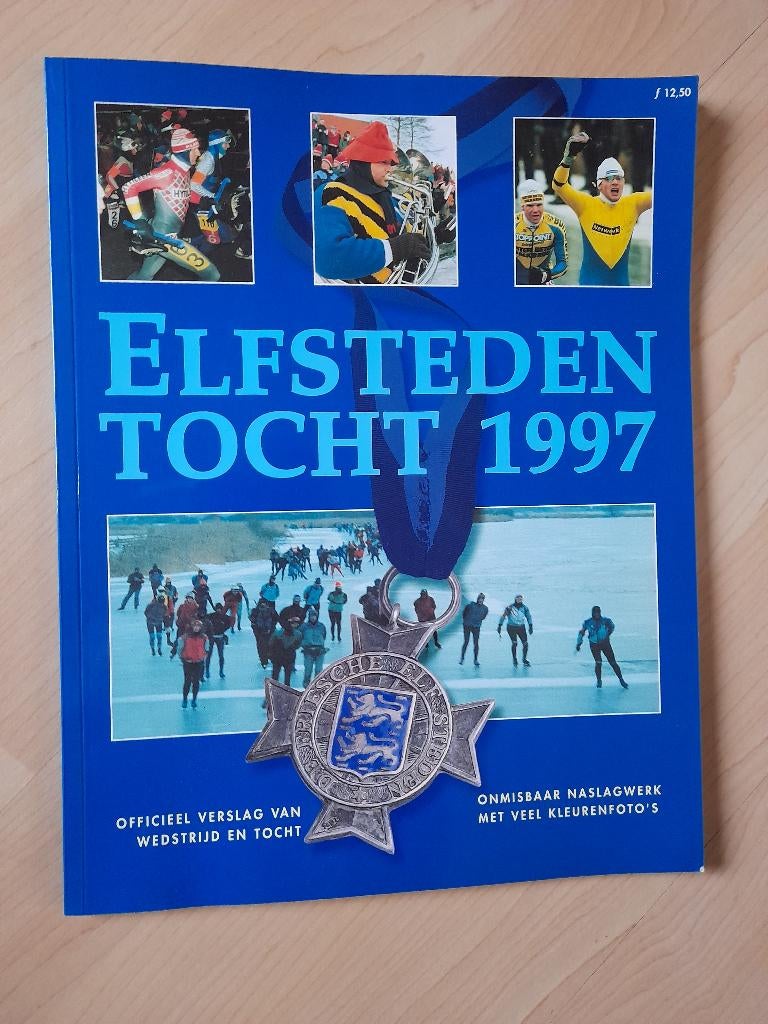 ƒ 12,50
ELFSTEDEN
TOCHT 1997
OFFICIEEL VERSLAG VAN
WEDSTRIJD EN TOCHT
ONMISBAAR NASLAGWERK
MET VEEL KLEURENFOTO'S